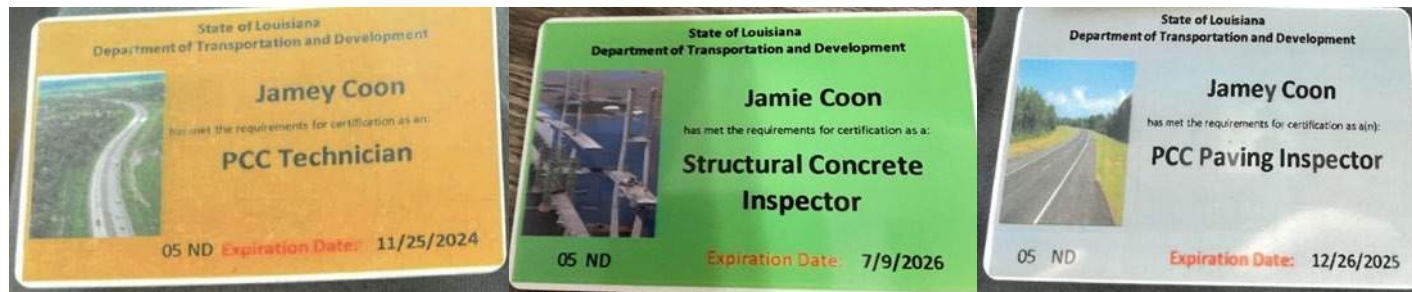 State of Louisiana
Department of Transportation and Development
Jamey Coon
has met the requirements for certification as an:
PCC Technician
05 ND Expiration Date: 11/25/2024
State of Louisiana
Department of Transportation and Development
Jamie Coon
has met the requirements for certification as a:
Structural Concrete
Inspector
05 ND Expiration Date: 7/9/2026
State of Louisiana
Department of Transportation and Development
Jamey Coon
has met the requirements for certification as a(n):
PCC Paving Inspector
05 ND Expiration Date: 12/26/2025